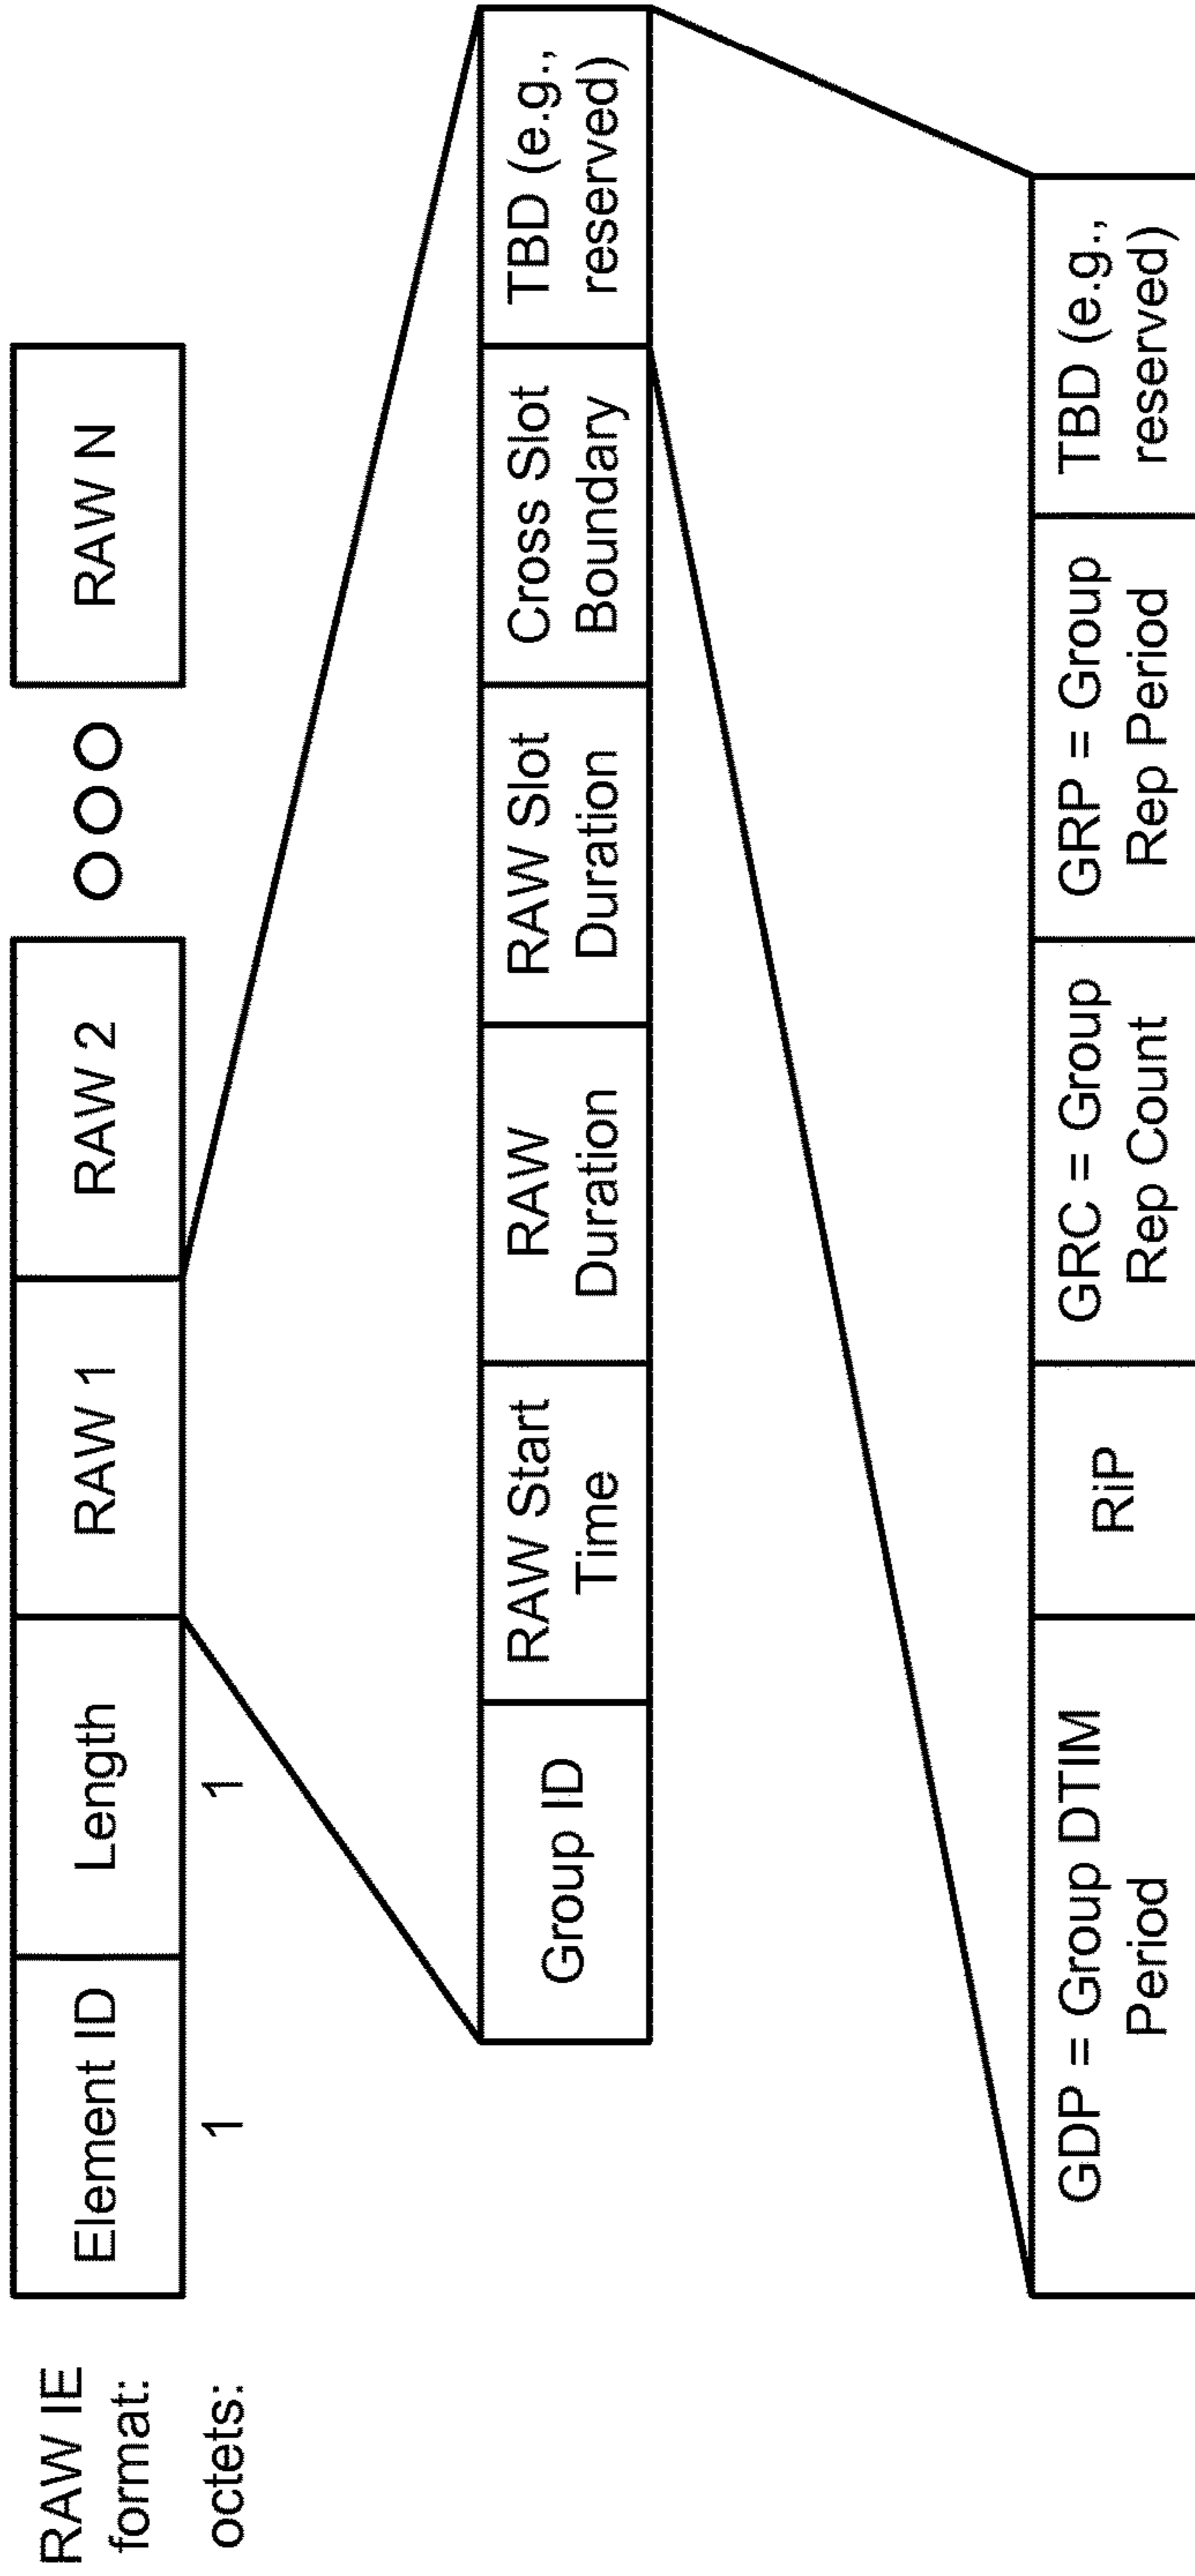 RAW IE
format:
Element ID
Length
RAW 1
RAW 2
RAW N
octets:
1
1
Group ID
RAW Start
Time
RAW
Duration
RAW Slot
Duration
Cross Slot
Boundary
TBD (e.g.,
reserved)
GDP = Group DTIM
Period
RiP
GRC = Group
Rep Count
GRP = Group
Rep Period
TBD (e.g.,
reserved)